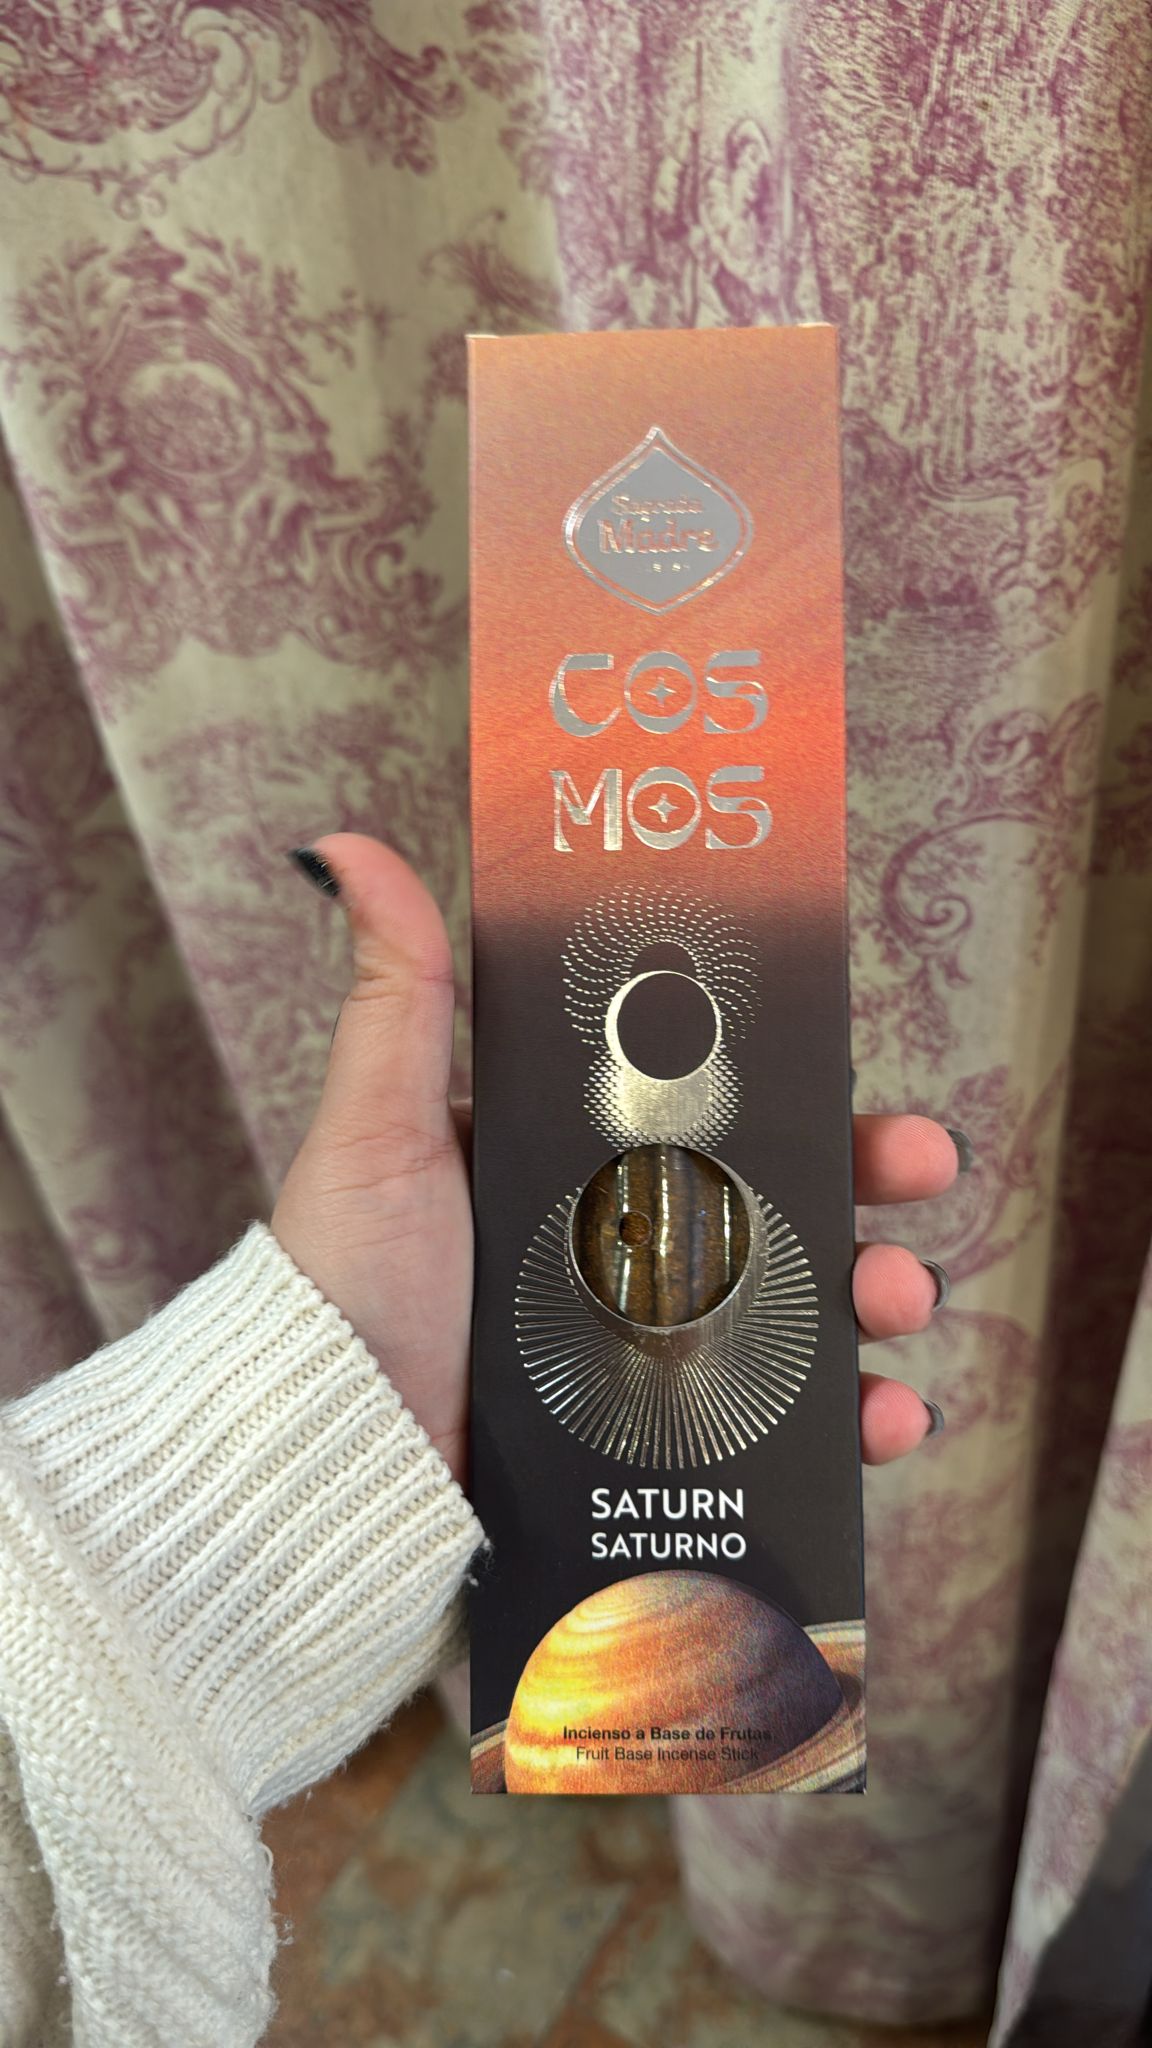 Sagrada
Madre
COS
MOS
SATURN
SATURNO
Incienso a Base de Frutas
Fruit Base Incense Stick